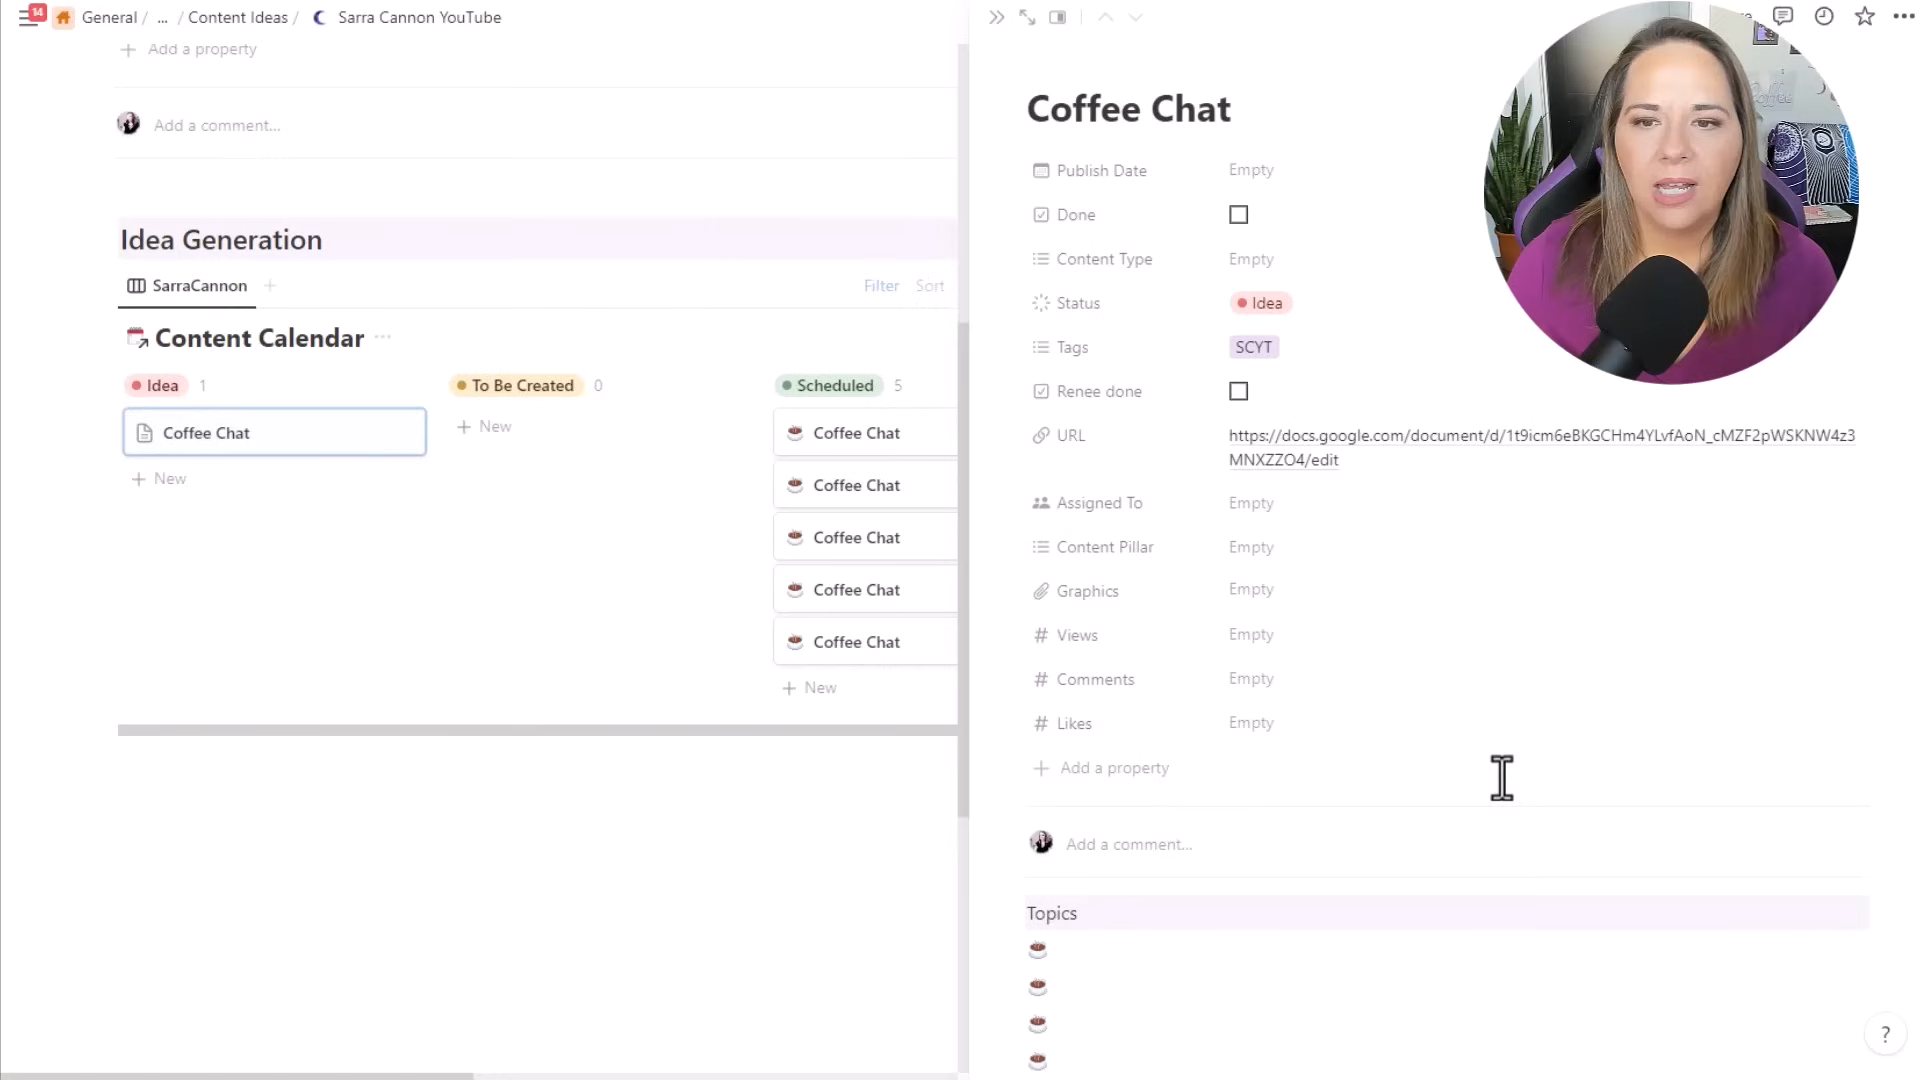 14
General / ... / Content Ideas / Sarra Cannon YouTube
Add a property
Add a comment...
Idea Generation
SarraCannon
Filter Sort
Content Calendar
Idea 1
To Be Created 0
Scheduled 5
Coffee Chat
New
New
Coffee Chat
Coffee Chat
Coffee Chat
Coffee Chat
Coffee Chat
New
Coffee Chat
Publish Date Empty
Done
Content Type Empty
Status Idea
Tags SCYT
Renee done
URL https://docs.google.com/document/d/1t9icm6eBKGCHm4YLvfAoN_cMZF2pWSKNW4z3
MNXZZO4/edit
Assigned To Empty
Content Pillar Empty
Graphics Empty
# Views Empty
# Comments Empty
# Likes Empty
Add a property
Add a comment...
Topics
?